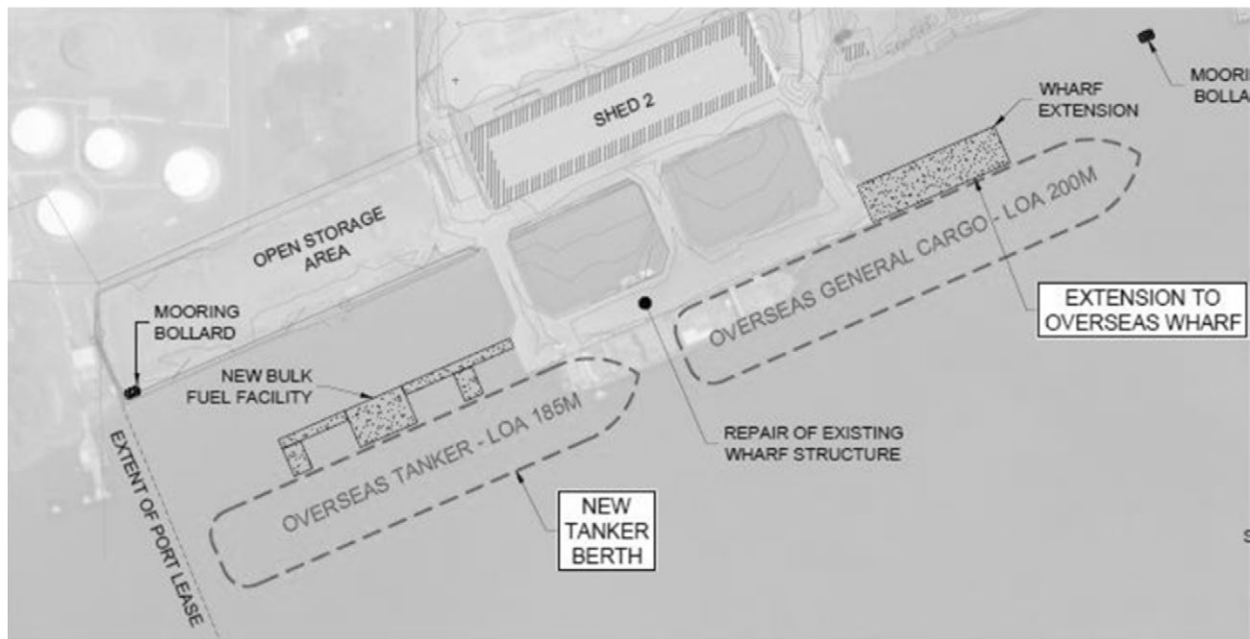 MOORI
BOLLA
WHARF
EXTENSION
SHED 2
OPEN STORAGE
AREA
OVERSEAS GENERAL CARGO - LOA 200M
EXTENSION TO
OVERSEAS WHARF
MOORING
BOLLARD
NEW BULK
FUEL FACILITY
OVERSEAS TANKER - LOA 185M
REPAIR OF EXISTING
WHARF STRUCTURE
NEW
TANKER
BERTH
EXTENT OF PORT LEASE
S